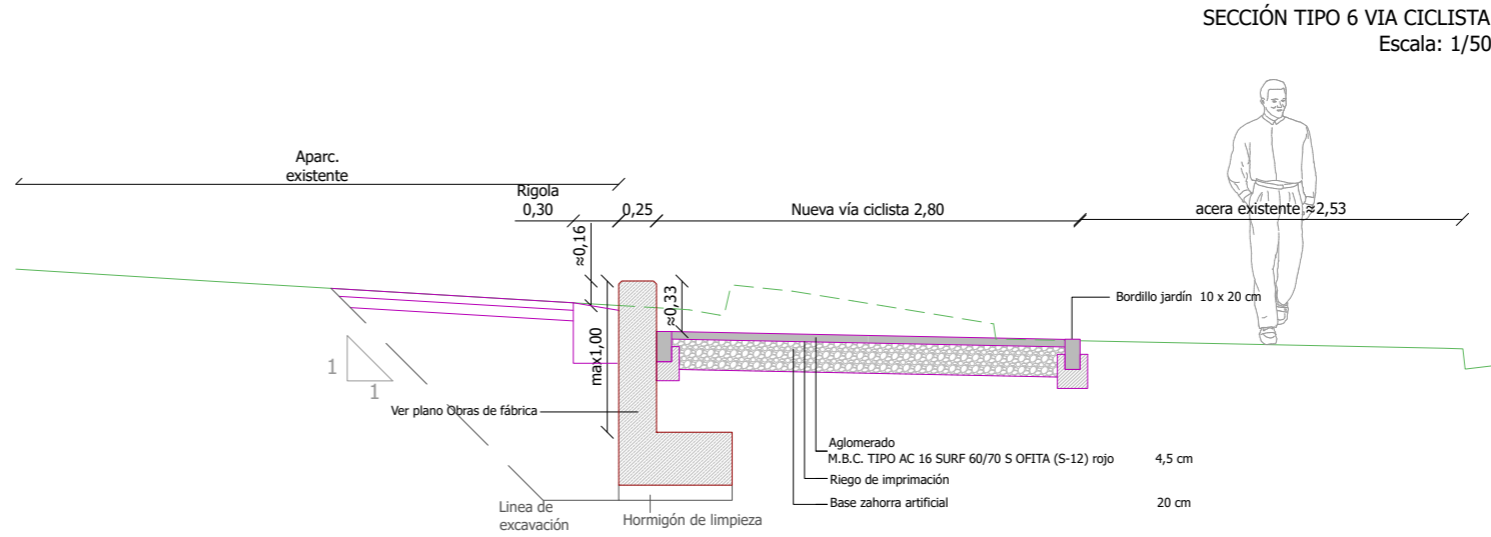 SECCIÓN TIPO 6 VIA CICLISTA
Escala: 1/50
Aparc.
existente
Rigola
0,30
0,25
Nueva vía ciclista 2,80
acera existente ≈2,53
≈0,16
≈0,33
max1,00
Bordillo jardín 10 x 20 cm
1
1
Ver plano Obras de fábrica
Aglomerado
M.B.C. TIPO AC 16 SURF 60/70 S OFITA (S-12) rojo 4,5 cm
Riego de imprimación
Base zahorra artificial 20 cm
Linea de
excavación
Hormigón de limpieza